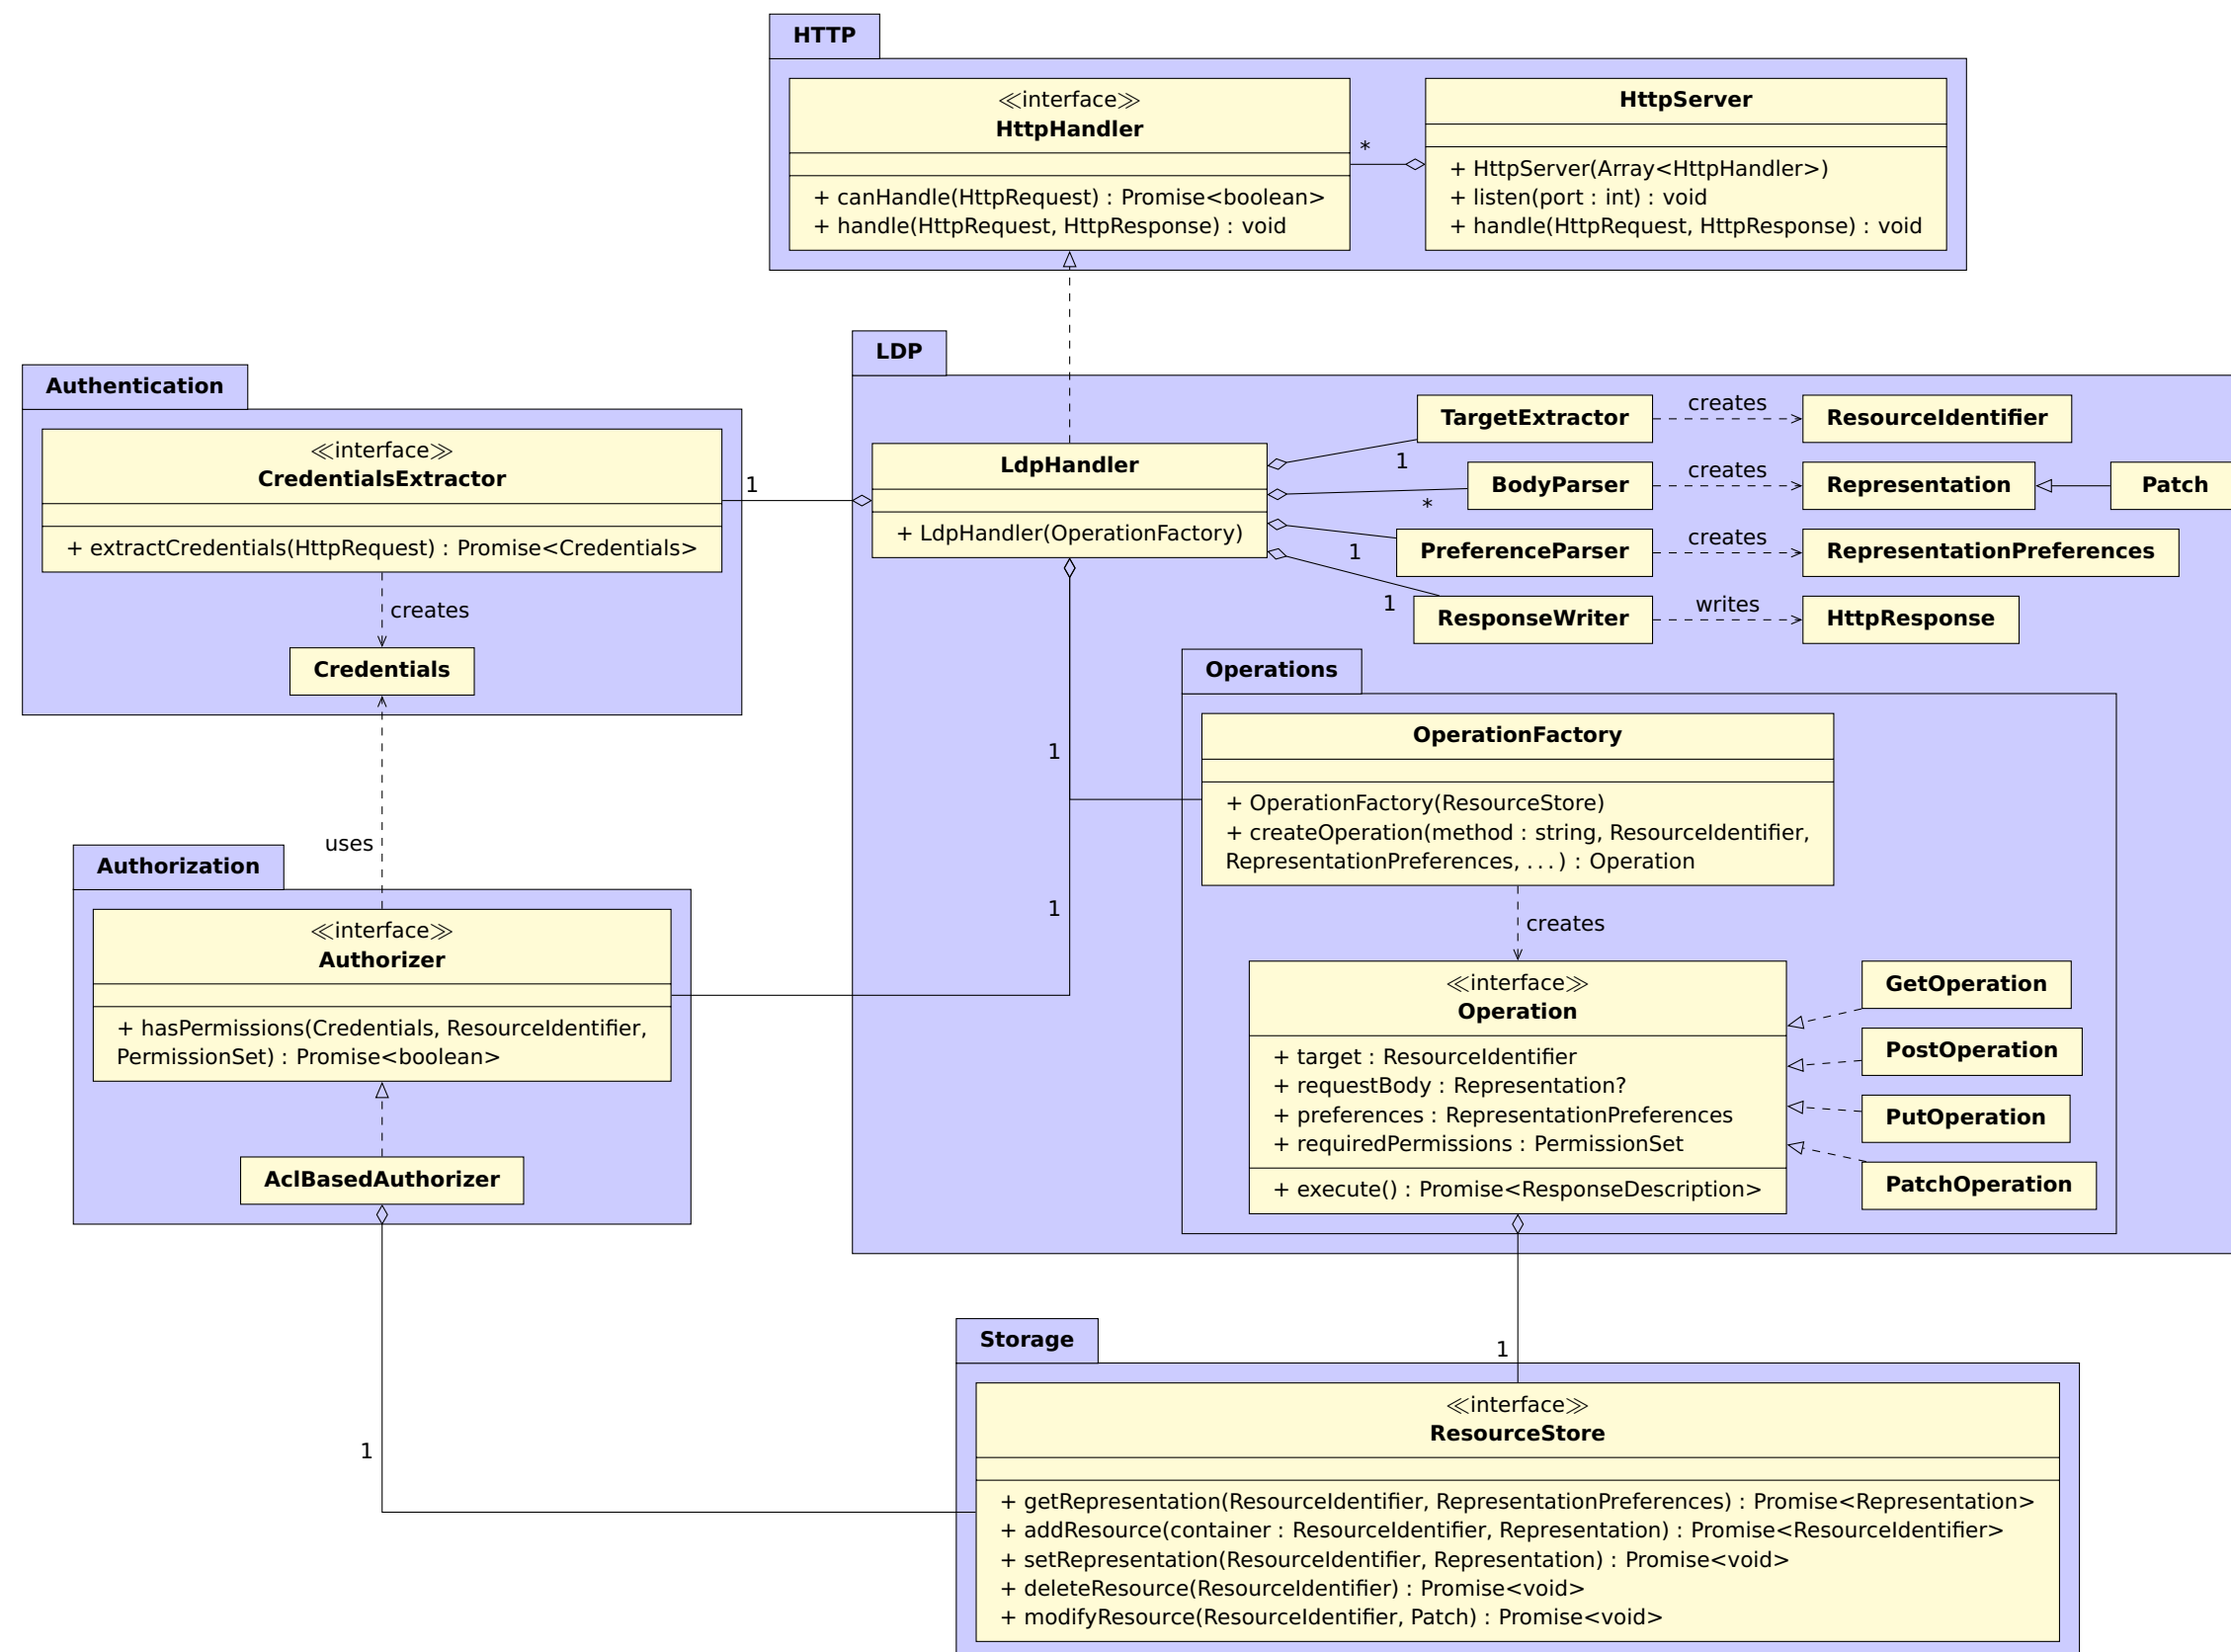 HTTP
≪interface≫
HttpHandler
+ canHandle(HttpRequest) : Promise<boolean>
+ handle(HttpRequest, HttpResponse) : void
*
HttpServer
+ HttpServer(Array<HttpHandler>)
+ listen(port : int) : void
+ handle(HttpRequest, HttpResponse) : void
Authentication
≪interface≫
CredentialsExtractor
+ extractCredentials(HttpRequest) : Promise<Credentials>
creates
Credentials
1
LDP
LdpHandler
+ LdpHandler(OperationFactory)
TargetExtractor
creates
ResourceIdentifier
1
BodyParser
creates
Representation
Patch
*
PreferenceParser
creates
RepresentationPreferences
1
ResponseWriter
writes
HttpResponse
1
Operations
OperationFactory
+ OperationFactory(ResourceStore)
+ createOperation(method : string, ResourceIdentifier,
RepresentationPreferences, ...) : Operation
1
1
creates
≪interface≫
Operation
+ target : ResourceIdentifier
+ requestBody : Representation?
+ preferences : RepresentationPreferences
+ requiredPermissions : PermissionSet
+ execute() : Promise<ResponseDescription>
GetOperation
PostOperation
PutOperation
PatchOperation
uses
Authorization
≪interface≫
Authorizer
+ hasPermissions(Credentials, ResourceIdentifier,
PermissionSet) : Promise<boolean>
AclBasedAuthorizer
1
1
Storage
≪interface≫
ResourceStore
+ getRepresentation(ResourceIdentifier, RepresentationPreferences) : Promise<Representation>
+ addResource(container : ResourceIdentifier, Representation) : Promise<ResourceIdentifier>
+ setRepresentation(ResourceIdentifier, Representation) : Promise<void>
+ deleteResource(ResourceIdentifier) : Promise<void>
+ modifyResource(ResourceIdentifier, Patch) : Promise<void>